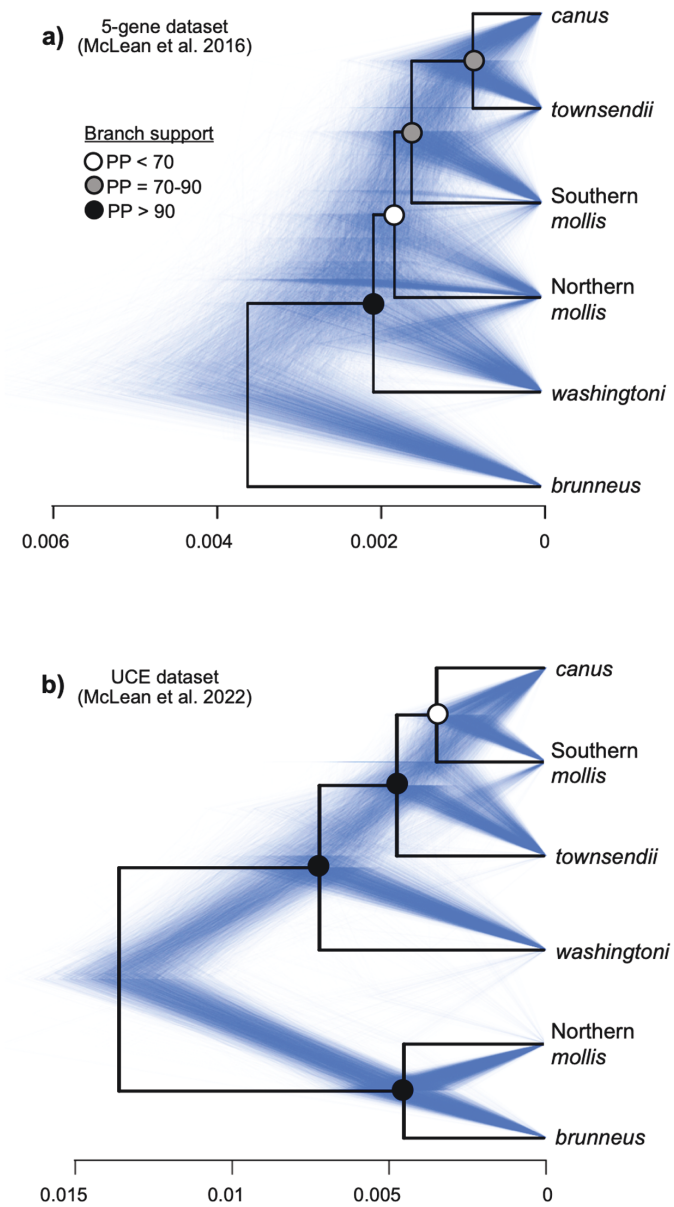 a)
5-gene dataset
(McLean et al. 2016)
Branch support
PP < 70
PP = 70-90
PP > 90
canus
townsendii
Southern
mollis
Northern
mollis
washingtoni
brunneus
0.006 0.004 0.002 0
b)
UCE dataset
(McLean et al. 2022)
canus
Southern
mollis
townsendii
washingtoni
Northern
mollis
brunneus
0.015 0.01 0.005 0